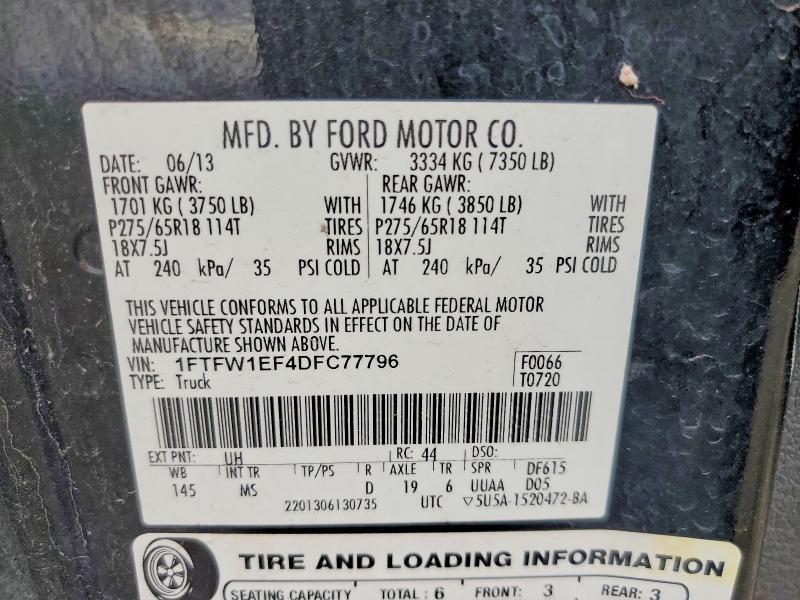 MFD. BY FORD MOTOR CO.
DATE: 06/13 GVWR: 3334 KG ( 7350 LB)
FRONT GAWR: REAR GAWR:
1701 KG ( 3750 LB) WITH 1746 KG ( 3850 LB) WITH
P275/65R18 114T TIRES P275/65R18 114T TIRES
18X7.5J RIMS 18X7.5J RIMS
AT 240 kPa/ 35 PSI COLD AT 240 kPa/ 35 PSI COLD
THIS VEHICLE CONFORMS TO ALL APPLICABLE FEDERAL MOTOR
VEHICLE SAFETY STANDARDS IN EFFECT ON THE DATE OF
MANUFACTURE SHOWN ABOVE.
VIN: 1FTFW1EF4DFC77796 F0066
TYPE: Truck T0720
EXT PNT: UH RC: 44 DSO:
WB INT TR TP/PS R AXLE TR SPR DF615
145 MS D 19 6 UUAA D05
2201306130735 UTC ▽5U5A-1520472-BA
TIRE AND LOADING INFORMATION
SEATING CAPACITY TOTAL : 6 FRONT: 3 REAR: 3